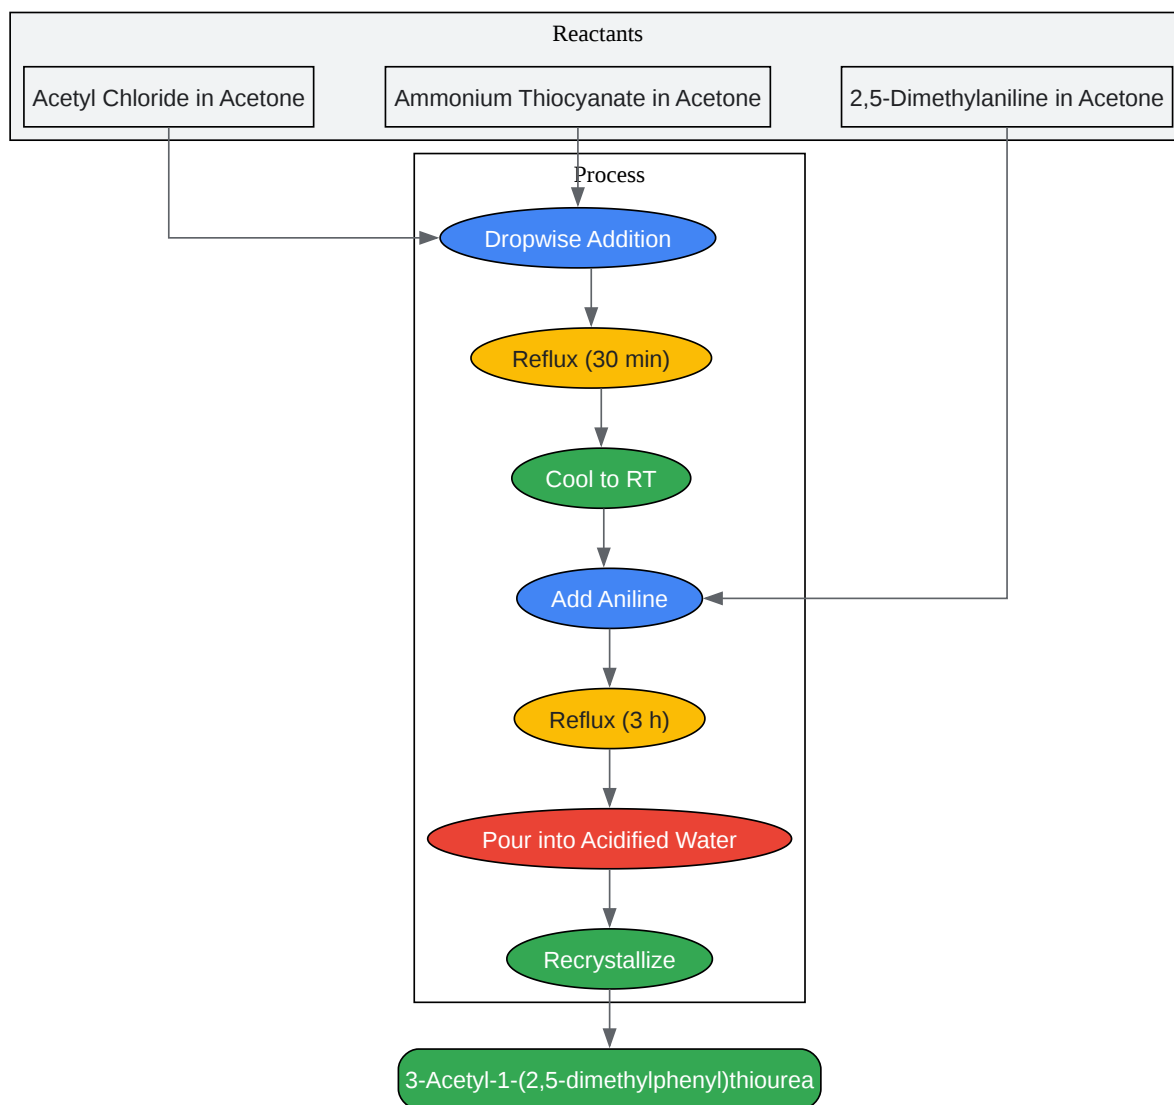 Reactants
Acetyl Chloride in Acetone
Ammonium Thiocyanate in Acetone
2,5-Dimethylaniline in Acetone
Process
Dropwise Addition
Reflux (30 min)
Cool to RT
Add Aniline
Reflux (3 h)
Pour into Acidified Water
Recrystallize
3-Acetyl-1-(2,5-dimethylphenyl)thiourea